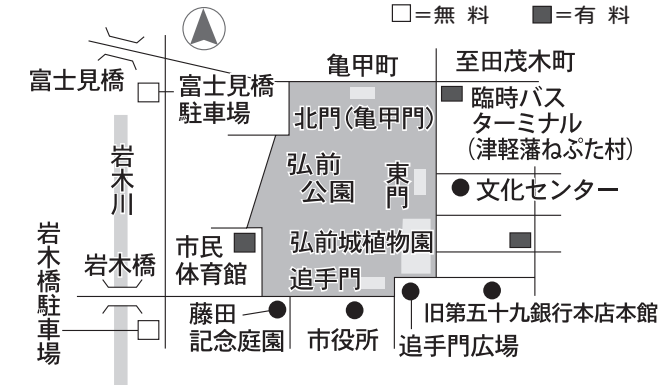 □=無料 ■=有料
亀甲町
至田茂木町
富士見橋
富士見橋
駐車場
北門(亀甲門)
臨時バス
ターミナル
(津軽藩ねぷた村)
岩木川
弘前
公園
東門
文化センター
岩木橋駐車場
岩木橋
市民
体育館
弘前城植物園
追手門
藤田
記念庭園
市役所
追手門広場
旧第五十九銀行本店本館